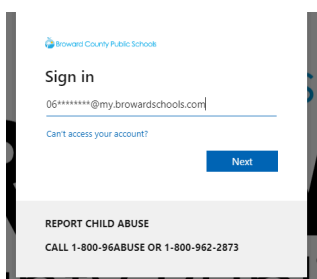 Broward County Public Schools
Sign in
06********@my.browardschools.com
Can't access your account?
Next
REPORT CHILD ABUSE
CALL 1-800-96ABUSE OR 1-800-962-2873